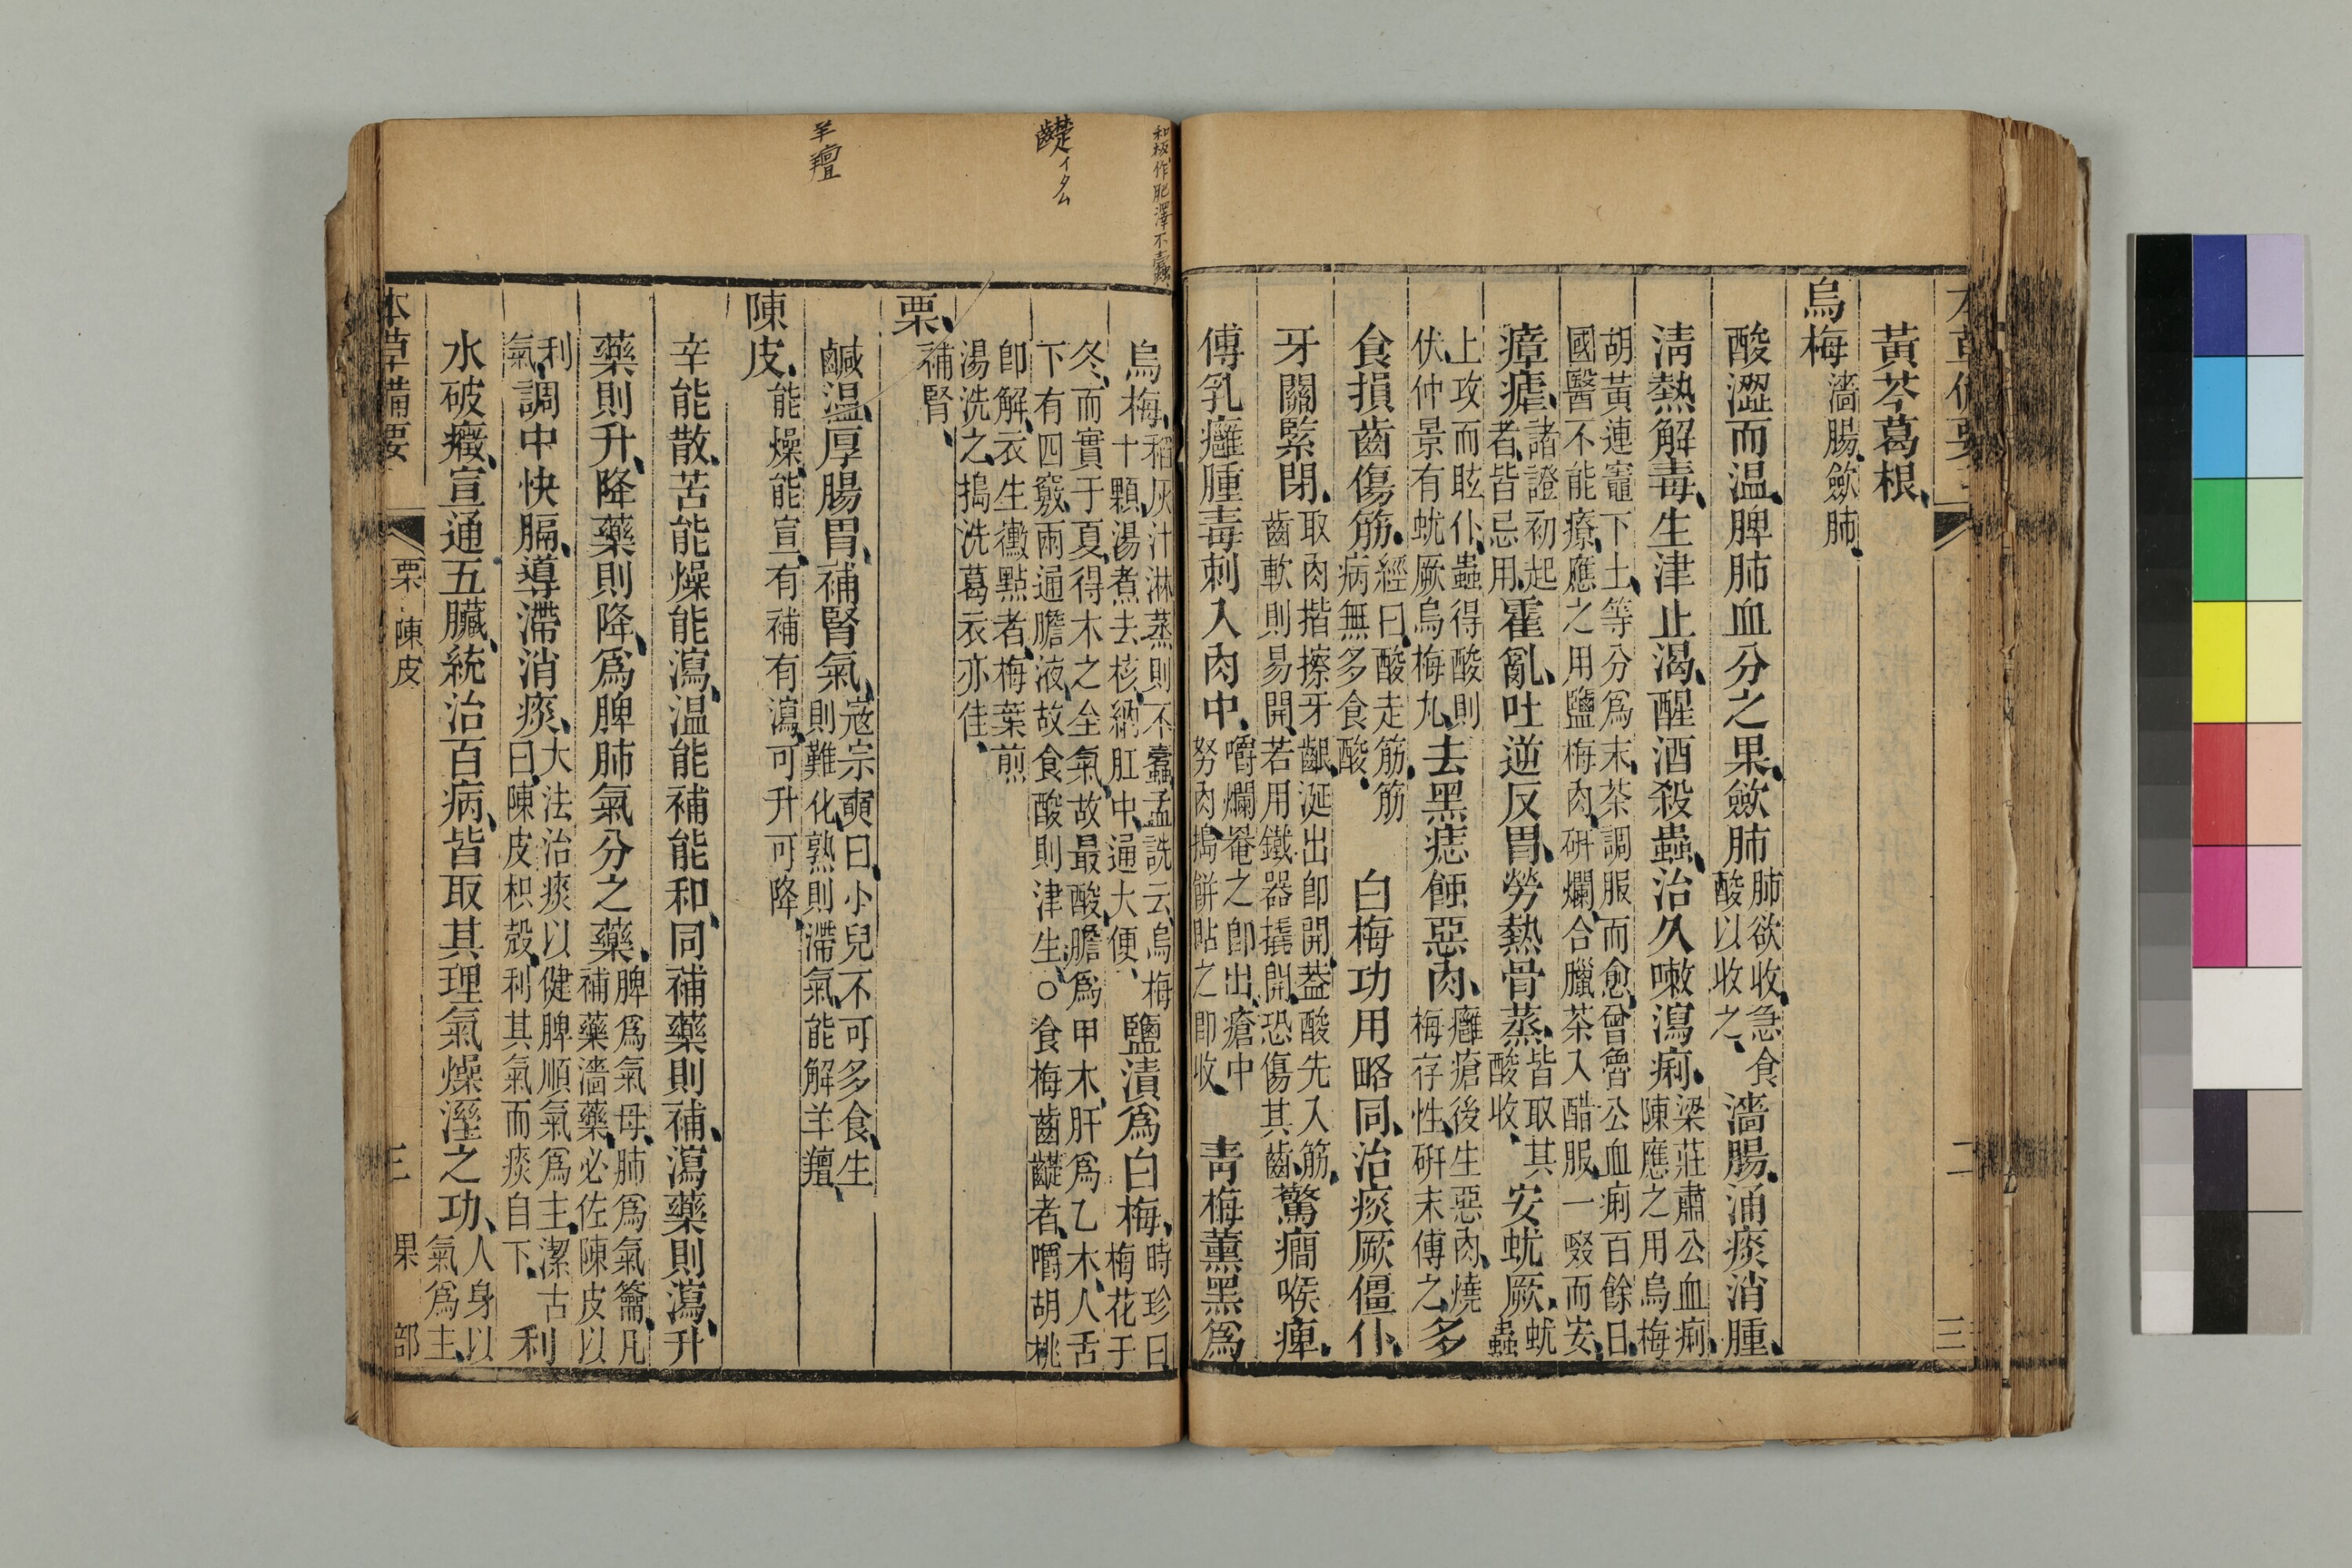 黃芩葛根、
烏梅 濇腸、斂肺、
酸澀而温、脾肺血分之果、斂肺 肺欲收、急食酸以收之、 濇腸、涌痰消腫、
清熱解毒、生津止渴、醒酒殺蟲、治久嗽瀉痢、 梁莊肅公血痢、陳應之用烏梅
胡黃連竈下土等分爲末、茶調服而愈、曾魯公血痢百餘日、國醫不能療、應之用鹽梅肉研爛、合臘茶入醋服、一啜而安、
瘴瘧、 諸證初起者、皆忌用、 霍亂、吐逆反胃、勞熱骨蒸、 皆取其酸收、 安蚘厥、 蚘蟲
上攻而眩仆、蟲得酸則伏、仲景有蚘厥烏梅丸、 去黑痣、蝕惡肉、 癰瘡後生惡肉、燒梅存性、研末傅之、 多
食損齒傷筋、 經曰、酸走筋、筋病無多食酸、 白梅功用略同、治痰厥僵仆、
牙關緊閉、 取肉揩擦牙齦、涎出卽開、葢酸先入筋、齒軟則易開、若用鐵器撬開、恐傷其齒、 驚癎喉痺、
傅乳癰腫毒、刺入肉中、 嚼爛罨之卽出、瘡中努肉、搗餅貼之卽收、 靑梅薰黑爲
烏梅、 稻灰汁淋蒸則不蠹、孟詵云、烏梅十顆、湯煮去核、納肛中、通大便、 鹽漬爲白梅、 時珍曰、梅花于
冬、而實于夏、得木之全氣、故最酸、膽爲甲木、肝爲乙木、人舌下有四竅、兩通膽液、故食酸則津生、○食梅齒齼者、嚼胡桃
卽解、衣生黴點者、梅葉煎湯洗之、搗洗葛衣亦佳、
栗、 補腎、
鹹温、厚腸胃、補腎氣、 寇宗奭曰、小兒不可多食、生則難化、熟則滯氣、能解羊羶、
陳皮、 能燥、能宣、有補有瀉、可升可降、
辛能散、苦能燥能瀉、温能補能和、同補藥則補、瀉藥則瀉、升
藥則升、降藥則降、爲脾肺氣分之藥、 脾爲氣母、肺爲氣籥、凡補藥濇藥、必佐陳皮以
利氣、 調中快膈、導滯消痰、 大法治痰、以健脾順氣爲主、潔古曰、陳皮枳殼、利其氣而痰自下、 利
水破癥、宣通五臟、統治百病、皆取其理氣燥溼之功、 人身以氣爲主、
本草備要 栗 陳皮 三 果部
和板作肥澤不蠹
齼イタム
羊羶